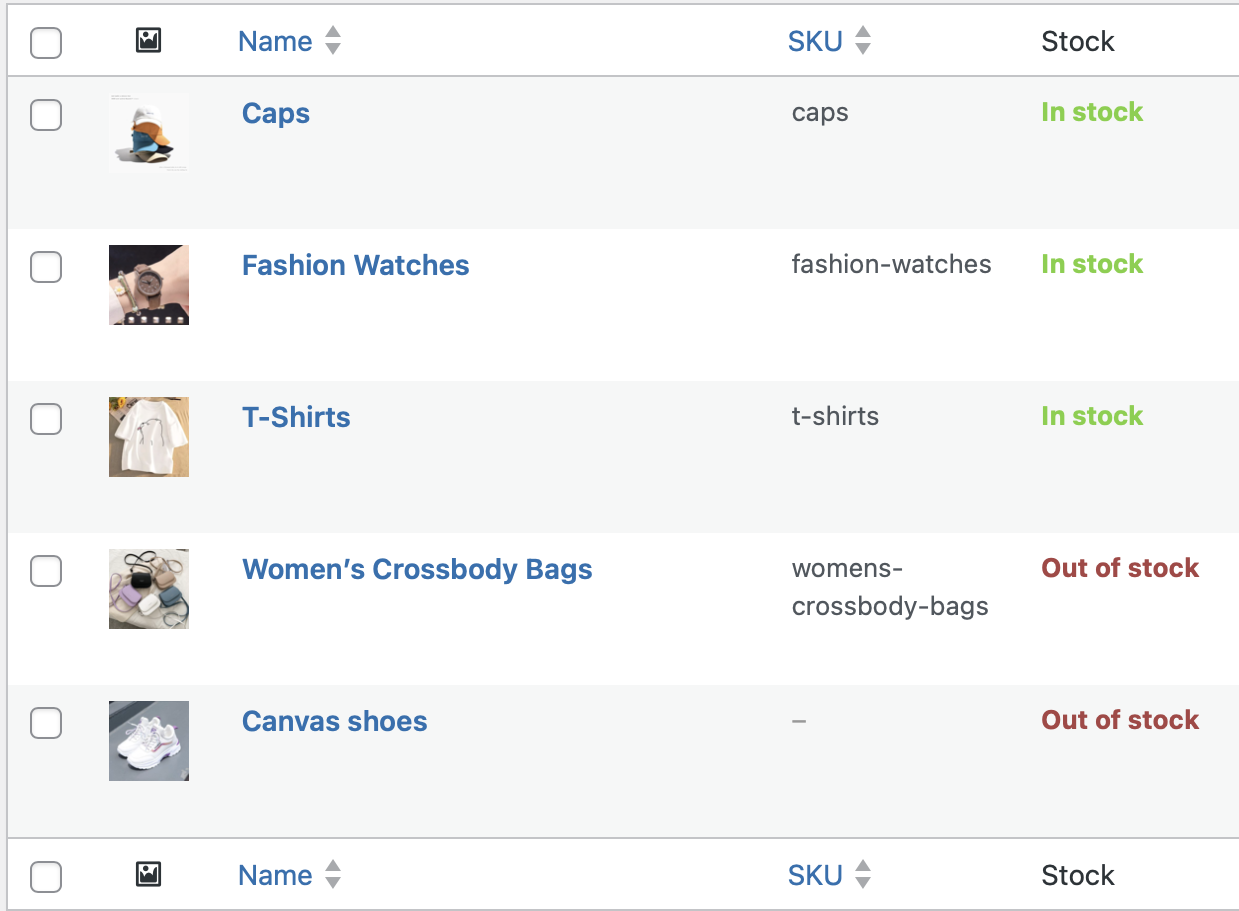 Name SKU Stock
Caps caps In stock
Fashion Watches fashion-watches In stock
T-Shirts t-shirts In stock
Women’s Crossbody Bags womens- Out of stock
crossbody-bags
Canvas shoes – Out of stock
Name SKU Stock